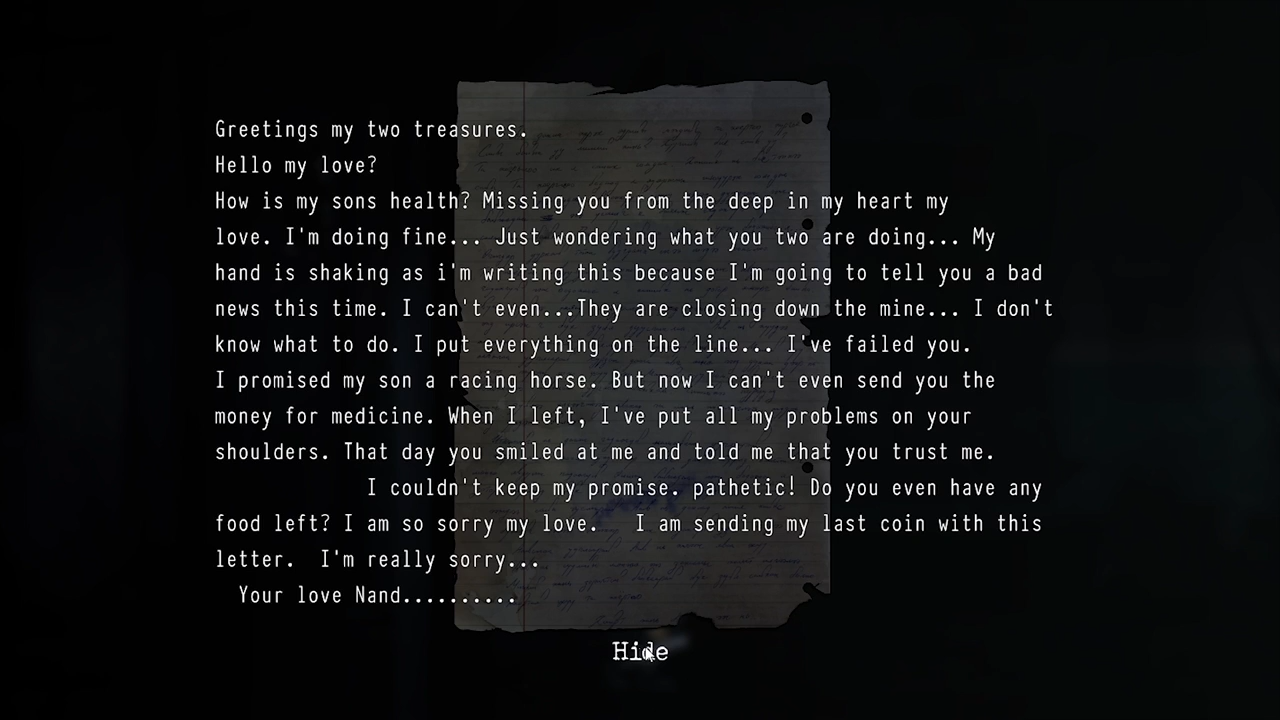 Greetings my two treasures.
Hello my love?
How is my sons health? Missing you from the deep in my heart my
love. I'm doing fine... Just wondering what you two are doing... My
hand is shaking as i'm writing this because I'm going to tell you a bad
news this time. I can't even...They are closing down the mine... I don't
know what to do. I put everything on the line... I've failed you.
I promised my son a racing horse. But now I can't even send you the
money for medicine. When I left, I've put all my problems on your
shoulders. That day you smiled at me and told me that you trust me.
I couldn't keep my promise. pathetic! Do you even have any
food left? I am so sorry my love.   I am sending my last coin with this
letter.  I'm really sorry...
Your love Nand..........
Hide